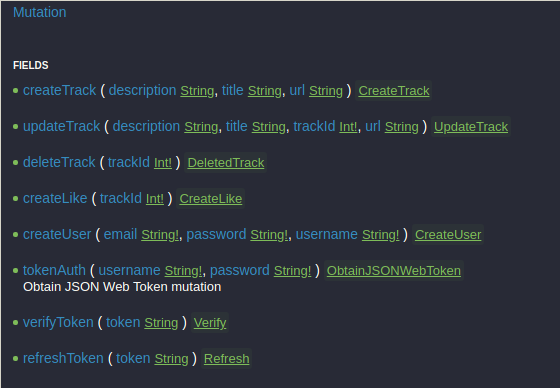 Mutation
FIELDS
createTrack ( description String, title String, url String ) CreateTrack
updateTrack ( description String, title String, trackId Int!, url String ) UpdateTrack
deleteTrack ( trackId Int! ) DeletedTrack
createLike ( trackId Int! ) CreateLike
createUser ( email String!, password String!, username String! ) CreateUser
tokenAuth ( username String!, password String! ) ObtainJSONWebToken
Obtain JSON Web Token mutation
verifyToken ( token String ) Verify
refreshToken ( token String ) Refresh